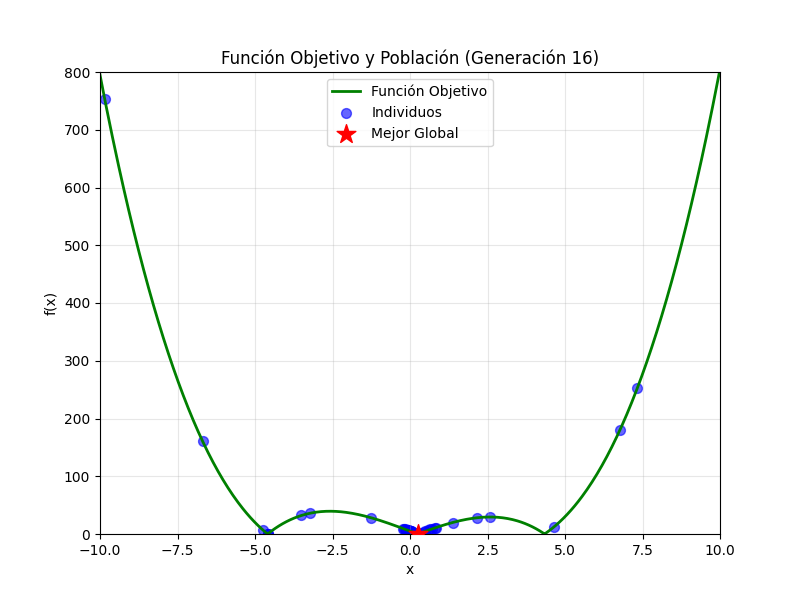 Función Objetivo y Población (Generación 16)
Función Objetivo
Individuos
Mejor Global
800
700
600
500
400
300
200
100
0
f(x)
−10.0 −7.5 −5.0 −2.5 0.0 2.5 5.0 7.5 10.0
x